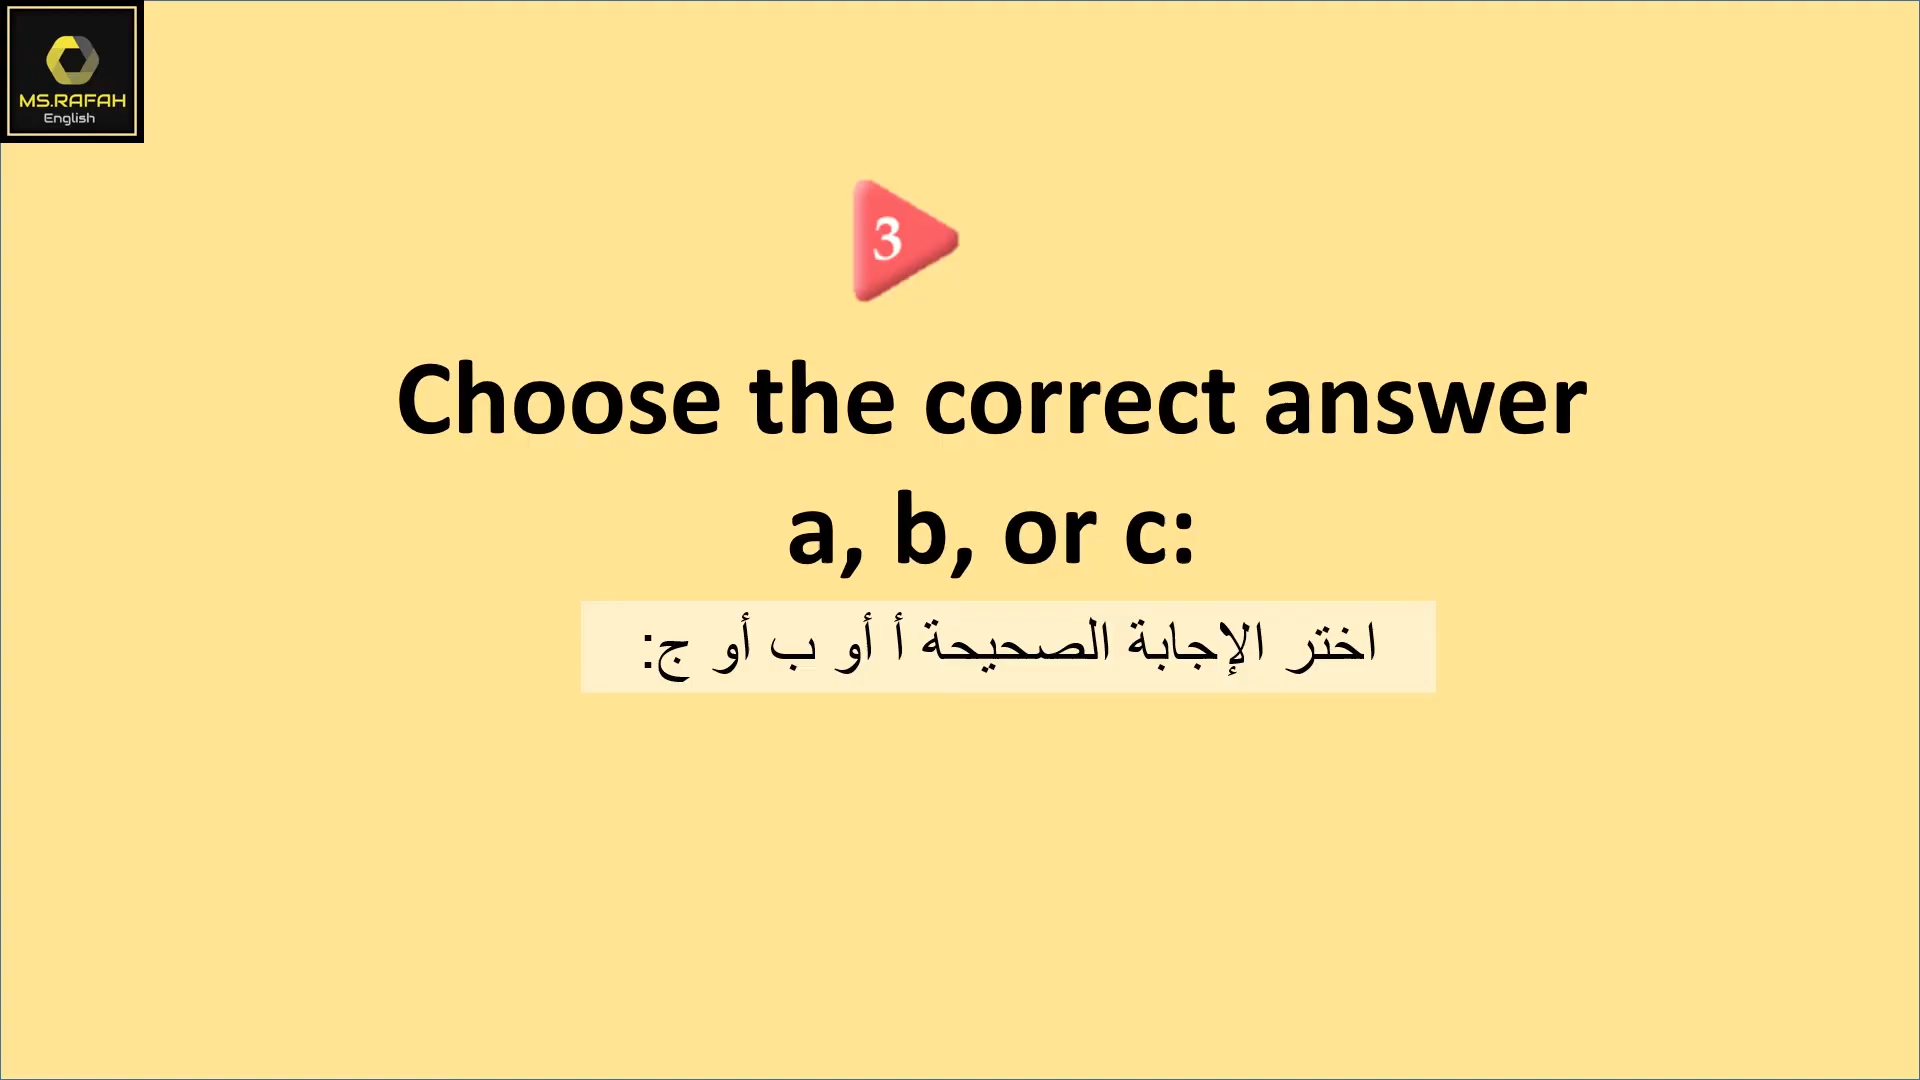 MS.RAFAH
English
3
Choose the correct answer
a, b, or c:
اختر الإجابة الصحيحة أ أو ب أو ج: